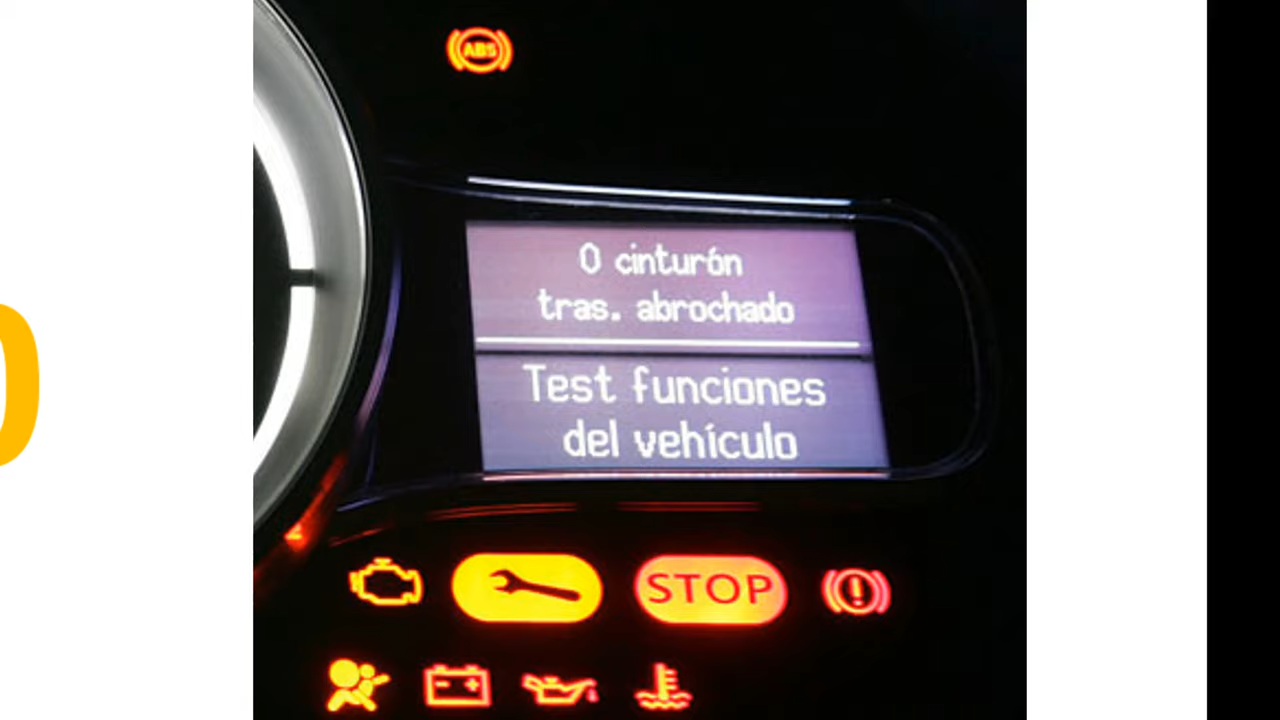 ABS
0 cinturón
tras. abrochado
Test funciones
del vehículo
STOP